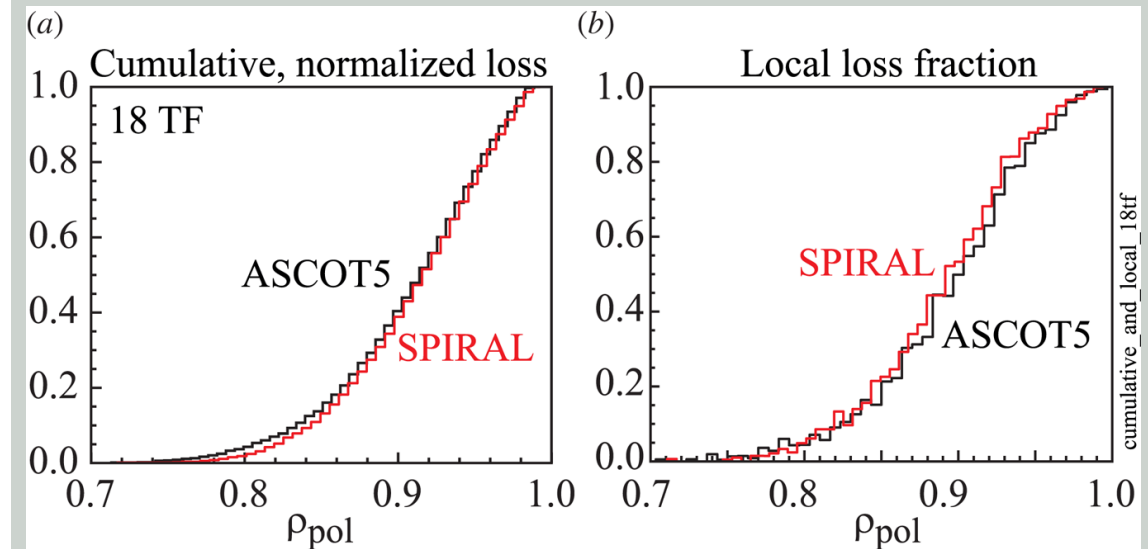 (a)
Cumulative, normalized loss
18 TF
ASCOT5
SPIRAL
1.0
0.8
0.6
0.4
0.2
0.0
0.7 0.8 0.9 1.0
ρpol
(b)
Local loss fraction
SPIRAL
ASCOT5
1.0
0.8
0.6
0.4
0.2
0.0
0.7 0.8 0.9 1.0
ρpol
cumulative_and_local_18tf